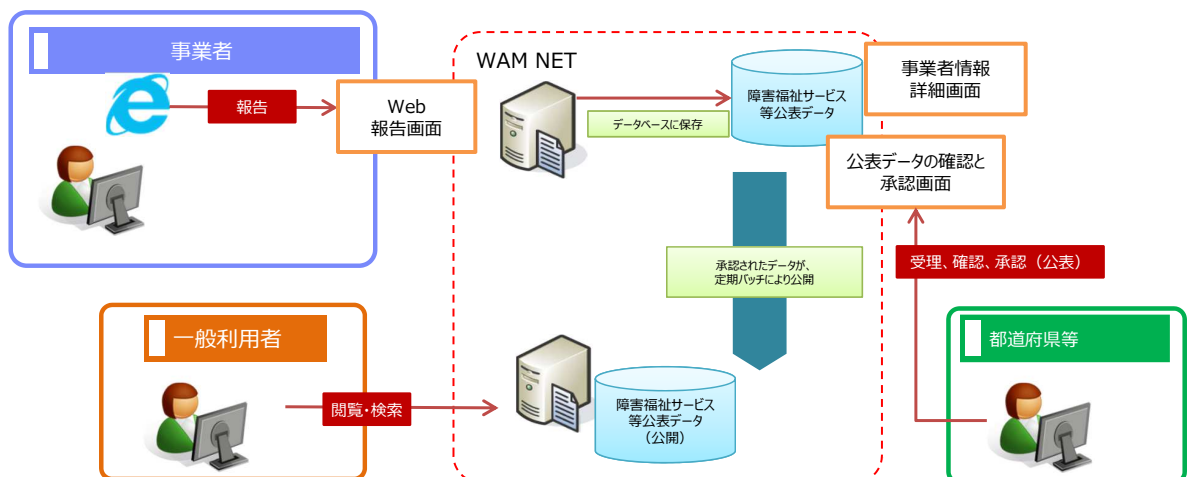 事業者
報告
Web
報告画面
WAM NET
データベースに保存
障害福祉サービス
等公表データ
事業者情報
詳細画面
公表データの確認と
承認画面
承認されたデータが、
定期バッチにより公開
受理、確認、承認（公表）
一般利用者
閲覧・検索
障害福祉サービス
等公表データ
（公開）
都道府県等